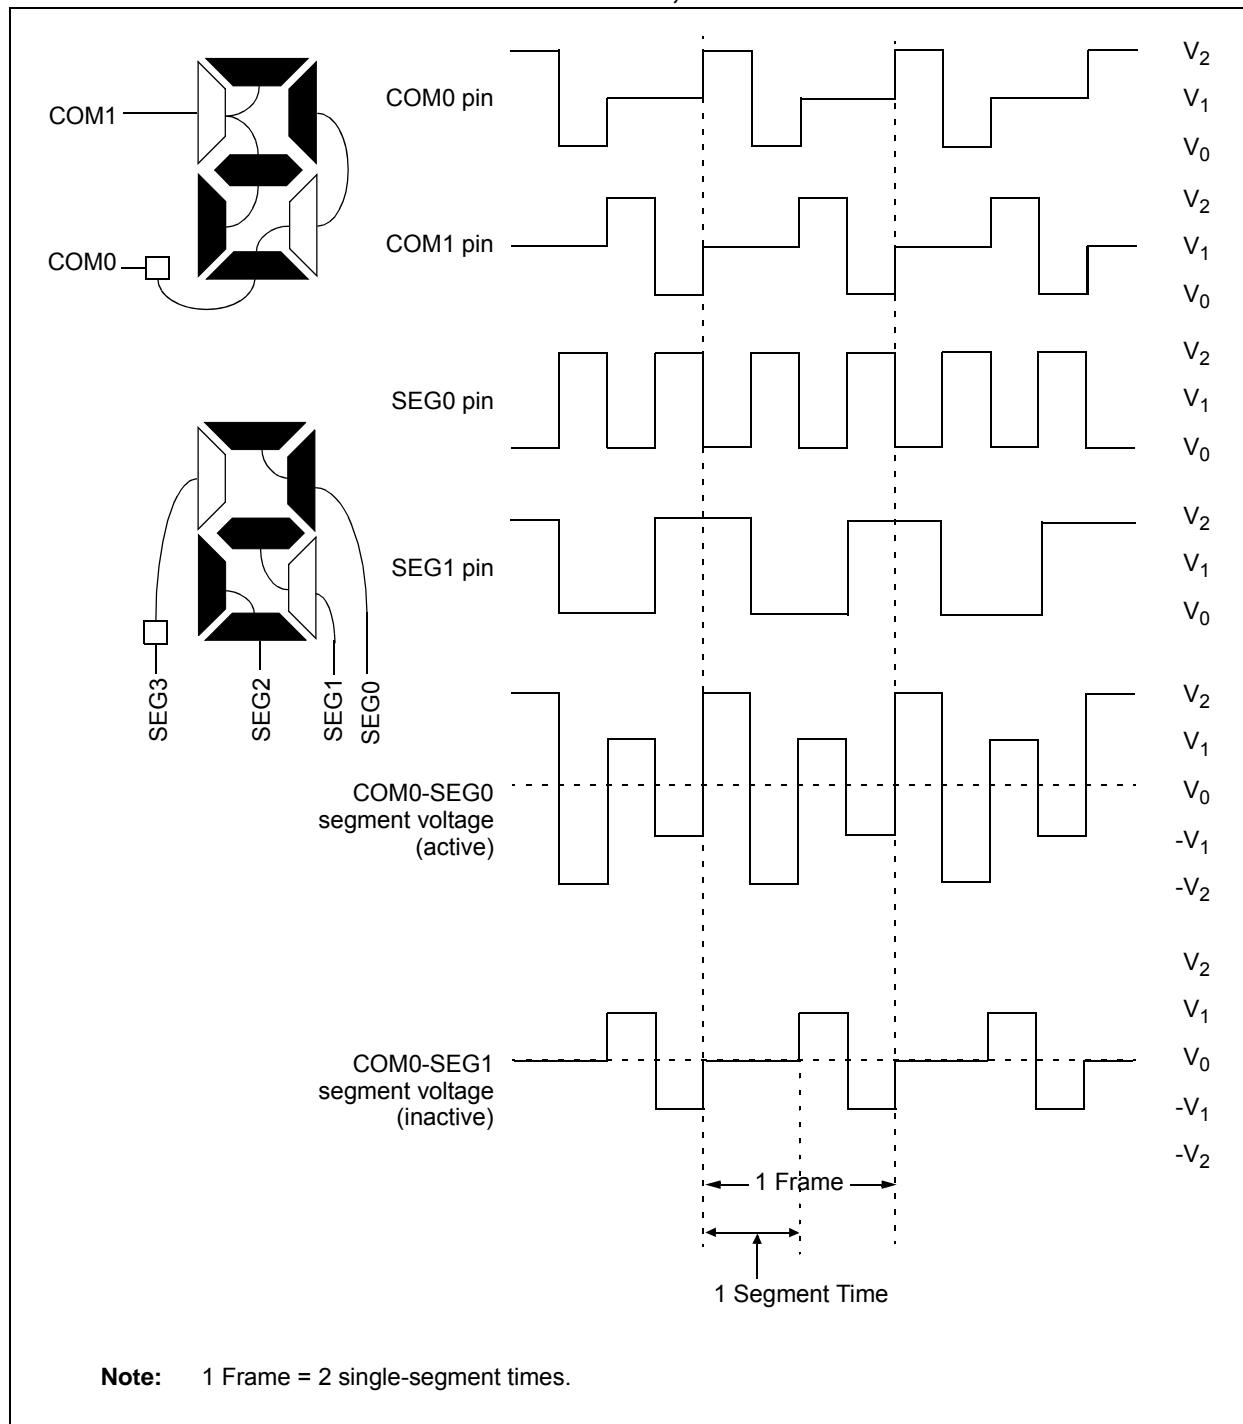 COM1
COM0
SEG3
SEG2
SEG1
SEG0
COM0 pin
V2
V1
V0
COM1 pin
V2
V1
V0
SEG0 pin
V2
V1
V0
SEG1 pin
V2
V1
V0
COM0-SEG0
segment voltage
(active)
V2
V1
V0
-V1
-V2
COM0-SEG1
segment voltage
(inactive)
V2
V1
V0
-V1
-V2
1 Frame
1 Segment Time
Note: 1 Frame = 2 single-segment times.